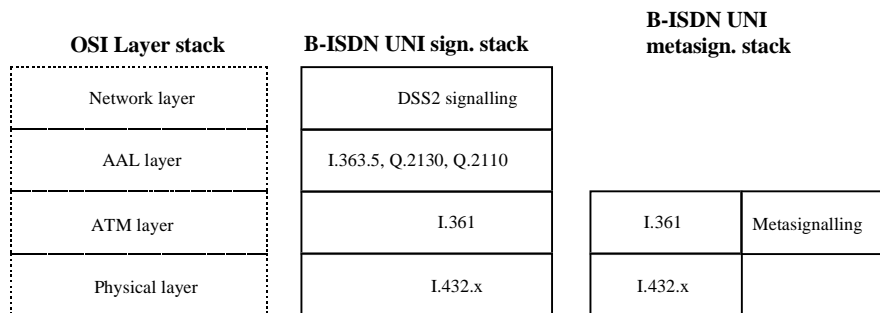 OSI Layer stack
B-ISDN UNI sign. stack
B-ISDN UNI
metasign. stack
Network layer
DSS2 signalling
AAL layer
I.363.5, Q.2130, Q.2110
ATM layer
I.361
I.361
Metasignalling
Physical layer
I.432.x
I.432.x